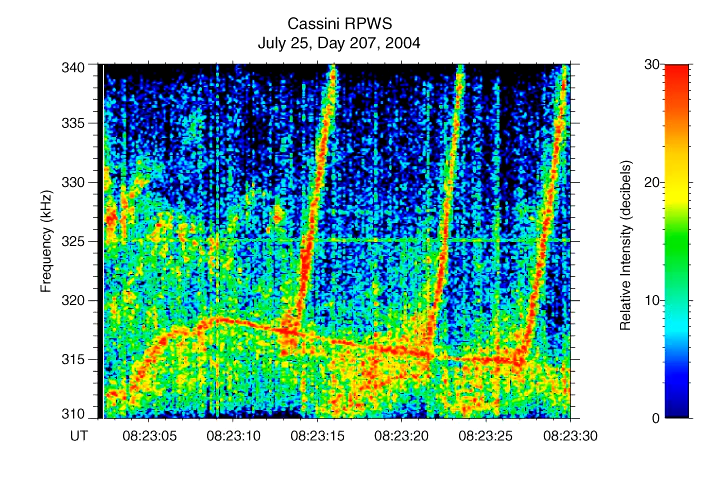 Cassini RPWS
July 25, Day 207, 2004
340
335
330
325
320
315
310
Frequency (kHz)
UT 08:23:05 08:23:10 08:23:15 08:23:20 08:23:25 08:23:30
30
20
10
0
Relative Intensity (decibels)